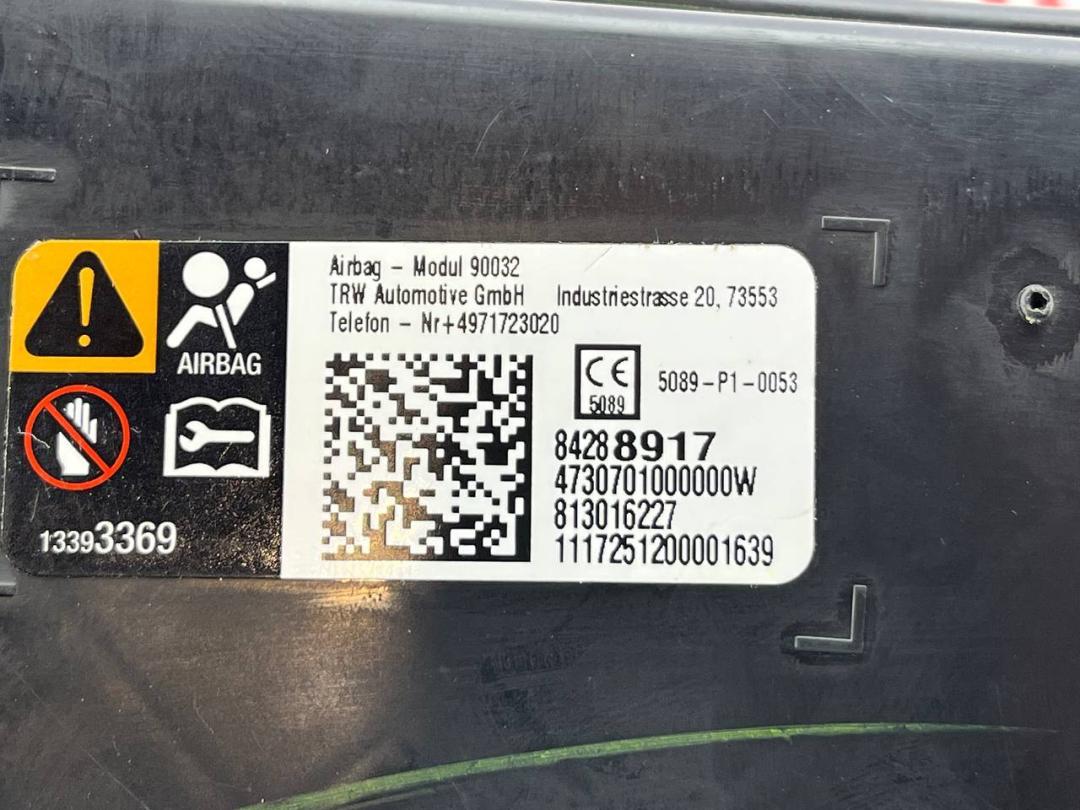 Airbag - Modul 90032
TRW Automotive GmbH Industriestrasse 20, 73553
Telefon - Nr+4971723020
AIRBAG
CE
5089
5089-P1-0053
84288917
4730701000000W
813016227
1117251200001639
13393369